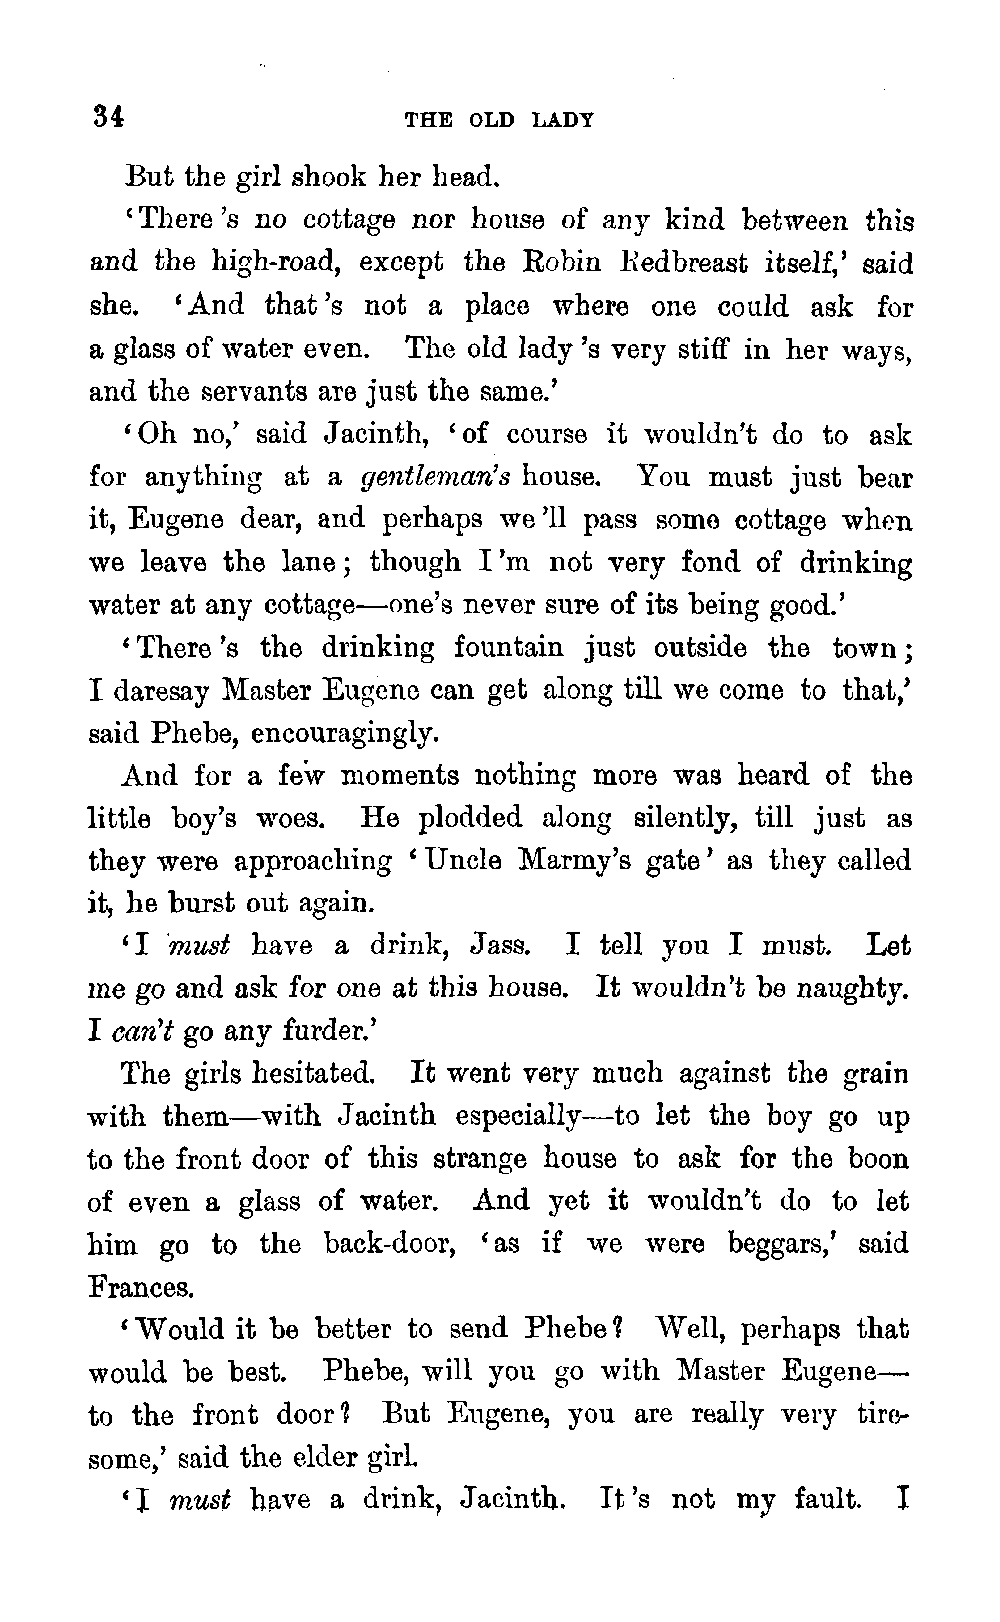 34 THE OLD LADY
But the girl shook her head.
‘There’s no cottage nor house of any kind between this
and the high-road, except the Robin Redbreast itself,’ said
she. ‘And that’s not a place where one could ask for
a glass of water even. The old lady’s very stiff in her ways,
and the servants are just the same.’
‘Oh no,’ said Jacinth, ‘of course it wouldn’t do to ask
for anything at a gentleman’s house. You must just bear
it, Eugene dear, and perhaps we’ll pass some cottage when
we leave the lane; though I’m not very fond of drinking
water at any cottage—one’s never sure of its being good.’
‘There’s the drinking fountain just outside the town;
I daresay Master Eugene can get along till we come to that,’
said Phebe, encouragingly.
And for a few moments nothing more was heard of the
little boy’s woes. He plodded along silently, till just as
they were approaching ‘Uncle Marmy’s gate’ as they called
it, he burst out again.
‘I must have a drink, Jass. I tell you I must. Let
me go and ask for one at this house. It wouldn’t be naughty.
I can’t go any furder.’
The girls hesitated. It went very much against the grain
with them—with Jacinth especially—to let the boy go up
to the front door of this strange house to ask for the boon
of even a glass of water. And yet it wouldn’t do to let
him go to the back-door, ‘as if we were beggars,’ said
Frances.
‘Would it be better to send Phebe? Well, perhaps that
would be best. Phebe, will you go with Master Eugene—
to the front door? But Eugene, you are really very tire-
some,’ said the elder girl.
‘I must have a drink, Jacinth. It’s not my fault. I